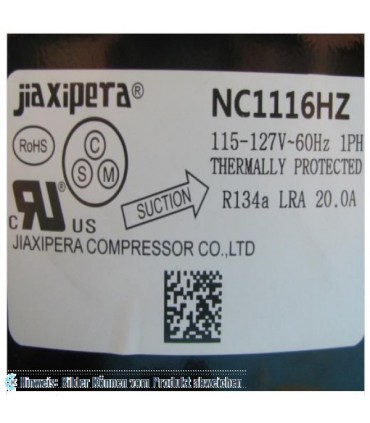 jiaxipera®
NC1116HZ
RoHS
C
S M
115-127V~60Hz 1PH
THERMALLY PROTECTED
SUCTION
R134a LRA 20.0A
C RU US
JIAXIPERA COMPRESSOR CO.,LTD
Hinweis: Bilder Können vom Produkt abweichen